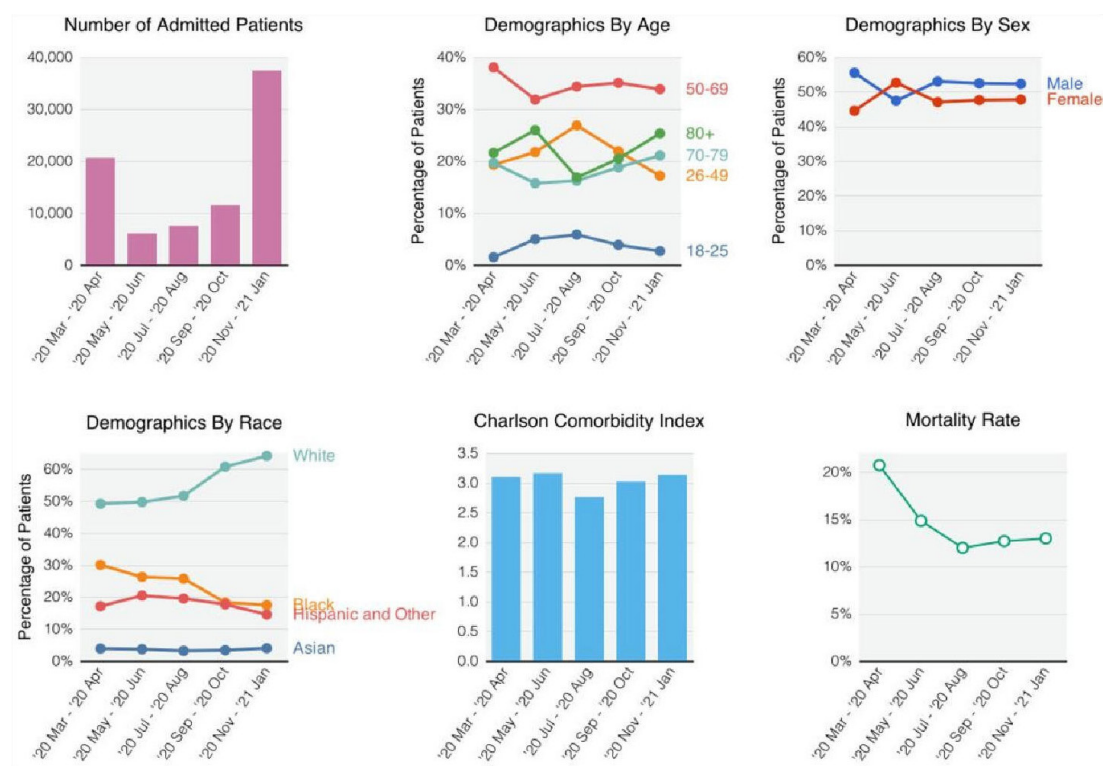 Number of Admitted Patients
40,000
30,000
20,000
10,000
0
'20 Mar - '20 Apr
'20 May - '20 Jun
'20 Jul - '20 Aug
'20 Sep - '20 Oct
'20 Nov - '21 Jan
Demographics By Age
Percentage of Patients
40%
30%
20%
10%
0%
50-69
80+
70-79
26-49
18-25
'20 Mar - '20 Apr
'20 May - '20 Jun
'20 Jul - '20 Aug
'20 Sep - '20 Oct
'20 Nov - '21 Jan
Demographics By Sex
Percentage of Patients
60%
50%
40%
30%
20%
10%
0%
Male
Female
'20 Mar - '20 Apr
'20 May - '20 Jun
'20 Jul - '20 Aug
'20 Sep - '20 Oct
'20 Nov - '21 Jan
Demographics By Race
Percentage of Patients
60%
50%
40%
30%
20%
10%
0%
White
Black
Hispanic and Other
Asian
'20 Mar - '20 Apr
'20 May - '20 Jun
'20 Jul - '20 Aug
'20 Sep - '20 Oct
'20 Nov - '21 Jan
Charlson Comorbidity Index
3.5
3.0
2.5
2.0
1.5
1.0
0.5
0.0
'20 Mar - '20 Apr
'20 May - '20 Jun
'20 Jul - '20 Aug
'20 Sep - '20 Oct
'20 Nov - '21 Jan
Mortality Rate
20%
15%
10%
5%
0%
'20 Mar - '20 Apr
'20 May - '20 Jun
'20 Jul - '20 Aug
'20 Sep - '20 Oct
'20 Nov - '21 Jan